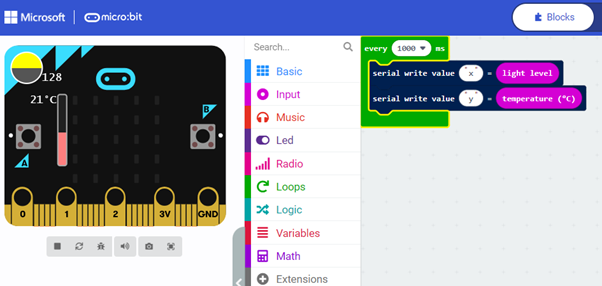 Microsoft micro:bit Blocks
128
21°C
B
A
0 1 2 3V GND
Search...
Basic
Input
Music
Led
Radio
Loops
Logic
Variables
Math
Extensions
every 1000 ms
serial write value x = light level
serial write value y = temperature (°C)